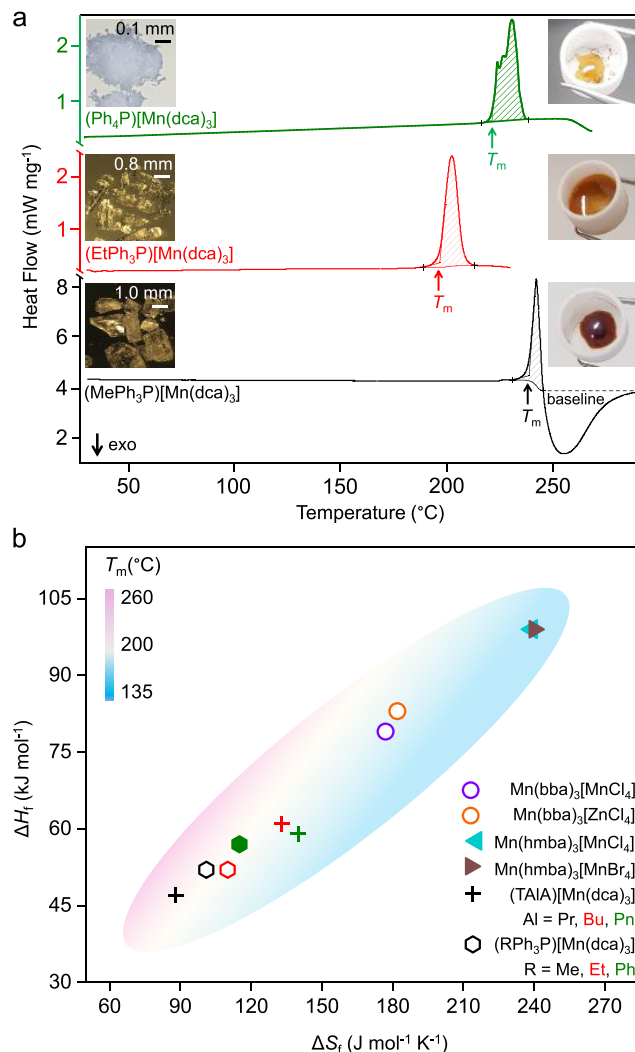 a
0.1 mm
(Ph₄P)[Mn(dca)₃]
2
1
Tm
0.8 mm
(EtPh₃P)[Mn(dca)₃]
2
1
Tm
1.0 mm
(MePh₃P)[Mn(dca)₃]
8
6
4
2
baseline
Tm
exo
Heat Flow (mW mg⁻¹)
50
100
150
200
250
Temperature (°C)
b
Tm(°C)
260
200
135
105
90
75
60
45
30
ΔHf (kJ mol⁻¹)
Mn(bba)₃[MnCl₄]
Mn(bba)₃[ZnCl₄]
Mn(hmba)₃[MnCl₄]
Mn(hmba)₃[MnBr₄]
(TAlA)[Mn(dca)₃]
Al = Pr, Bu, Pn
(RPh₃P)[Mn(dca)₃]
R = Me, Et, Ph
60
90
120
150
180
210
240
270
ΔSf (J mol⁻¹ K⁻¹)